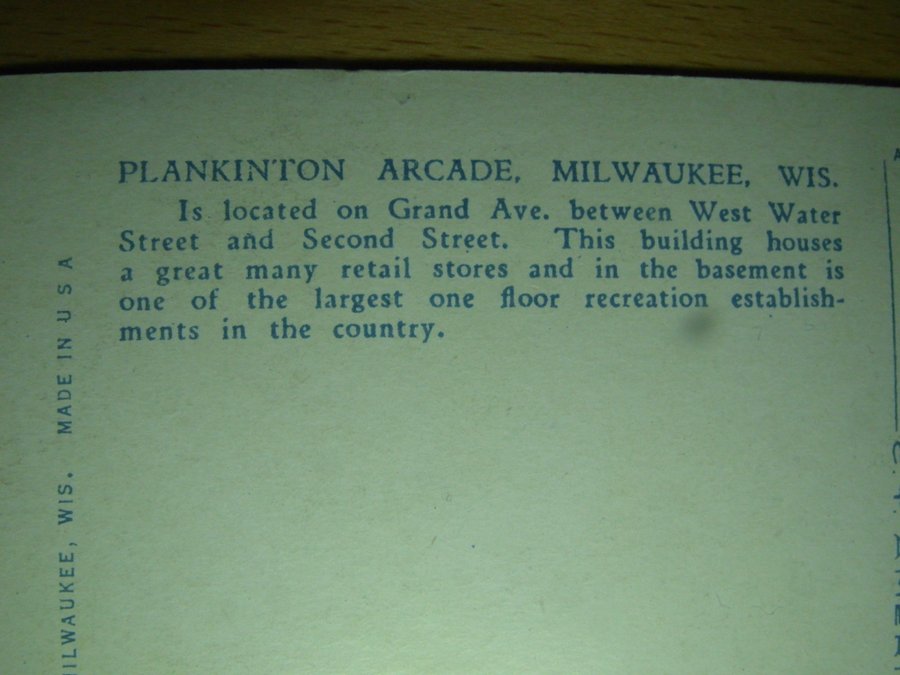 PLANKINTON ARCADE, MILWAUKEE, WIS.
Is located on Grand Ave. between West Water
Street and Second Street. This building houses
a great many retail stores and in the basement is
one of the largest one floor recreation establish-
ments in the country.
MILWAUKEE, WIS. MADE IN U S A